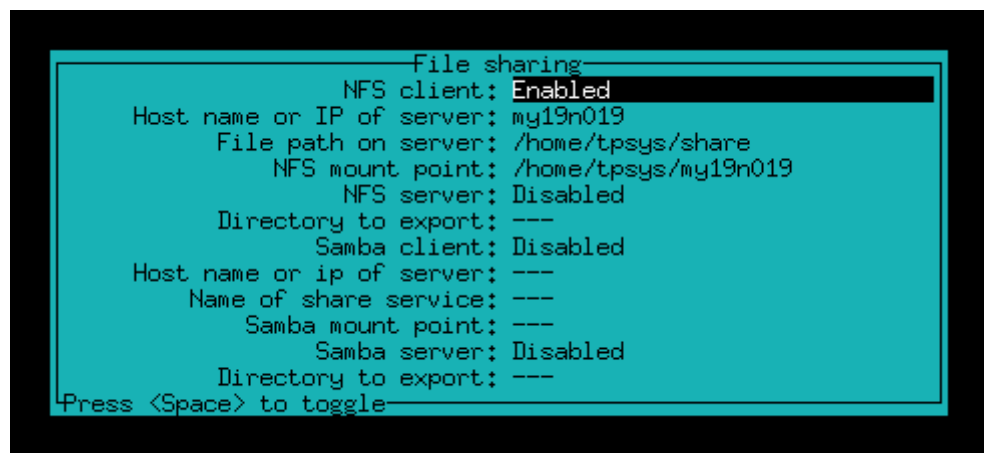 File sharing
NFS client: Enabled
Host name or IP of server: my19n019
File path on server: /home/tpsys/share
NFS mount point: /home/tpsys/my19n019
NFS server: Disabled
Directory to export: ---
Samba client: Disabled
Host name or ip of server: ---
Name of share service: ---
Samba mount point: ---
Samba server: Disabled
Directory to export: ---
Press <Space> to toggle